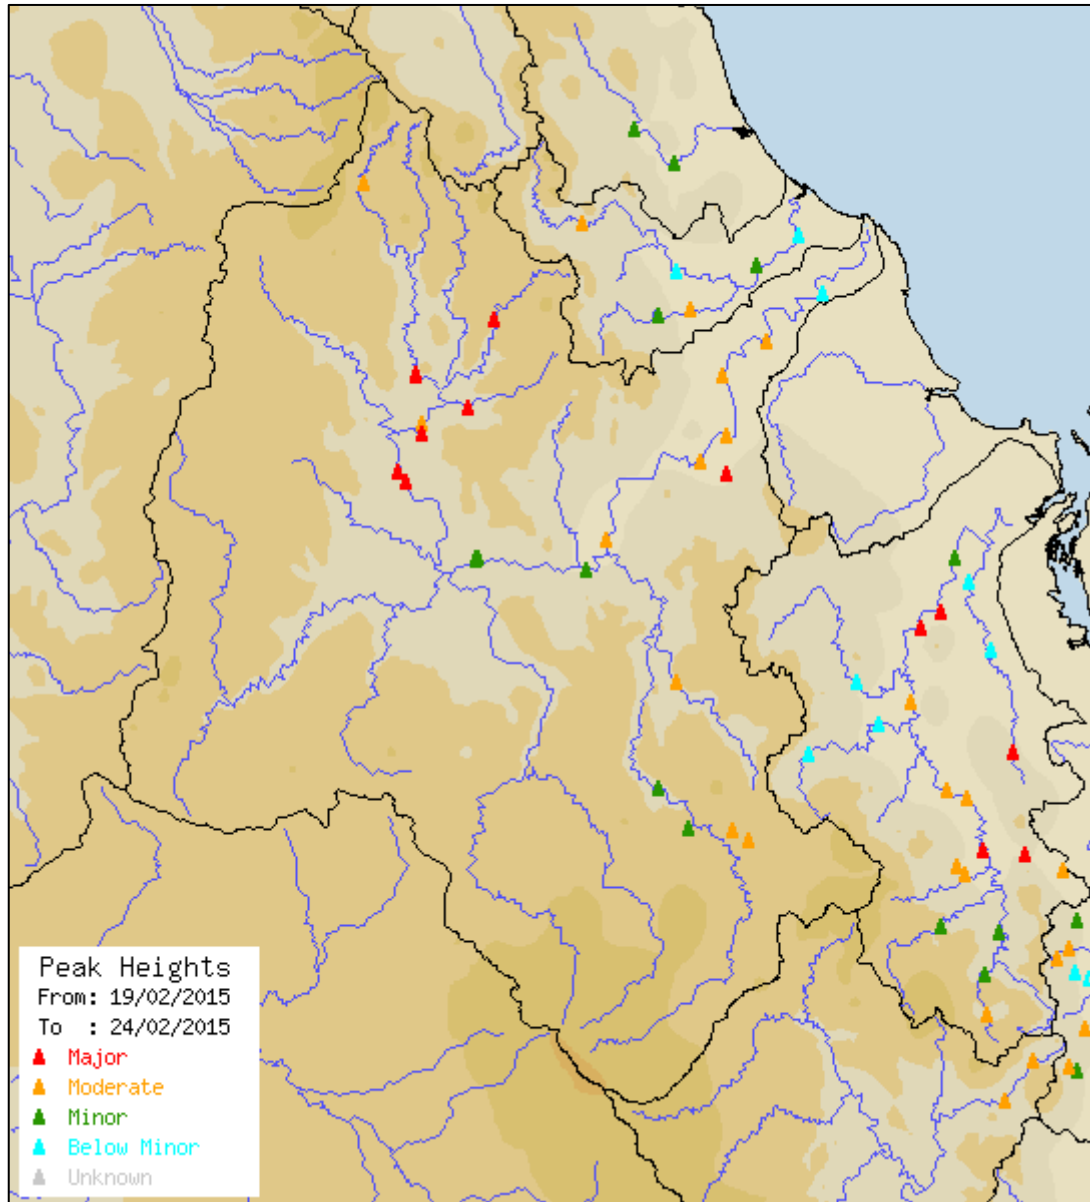 Peak Heights
From: 19/02/2015
To : 24/02/2015
Major
Moderate
Minor
Below Minor
Unknown